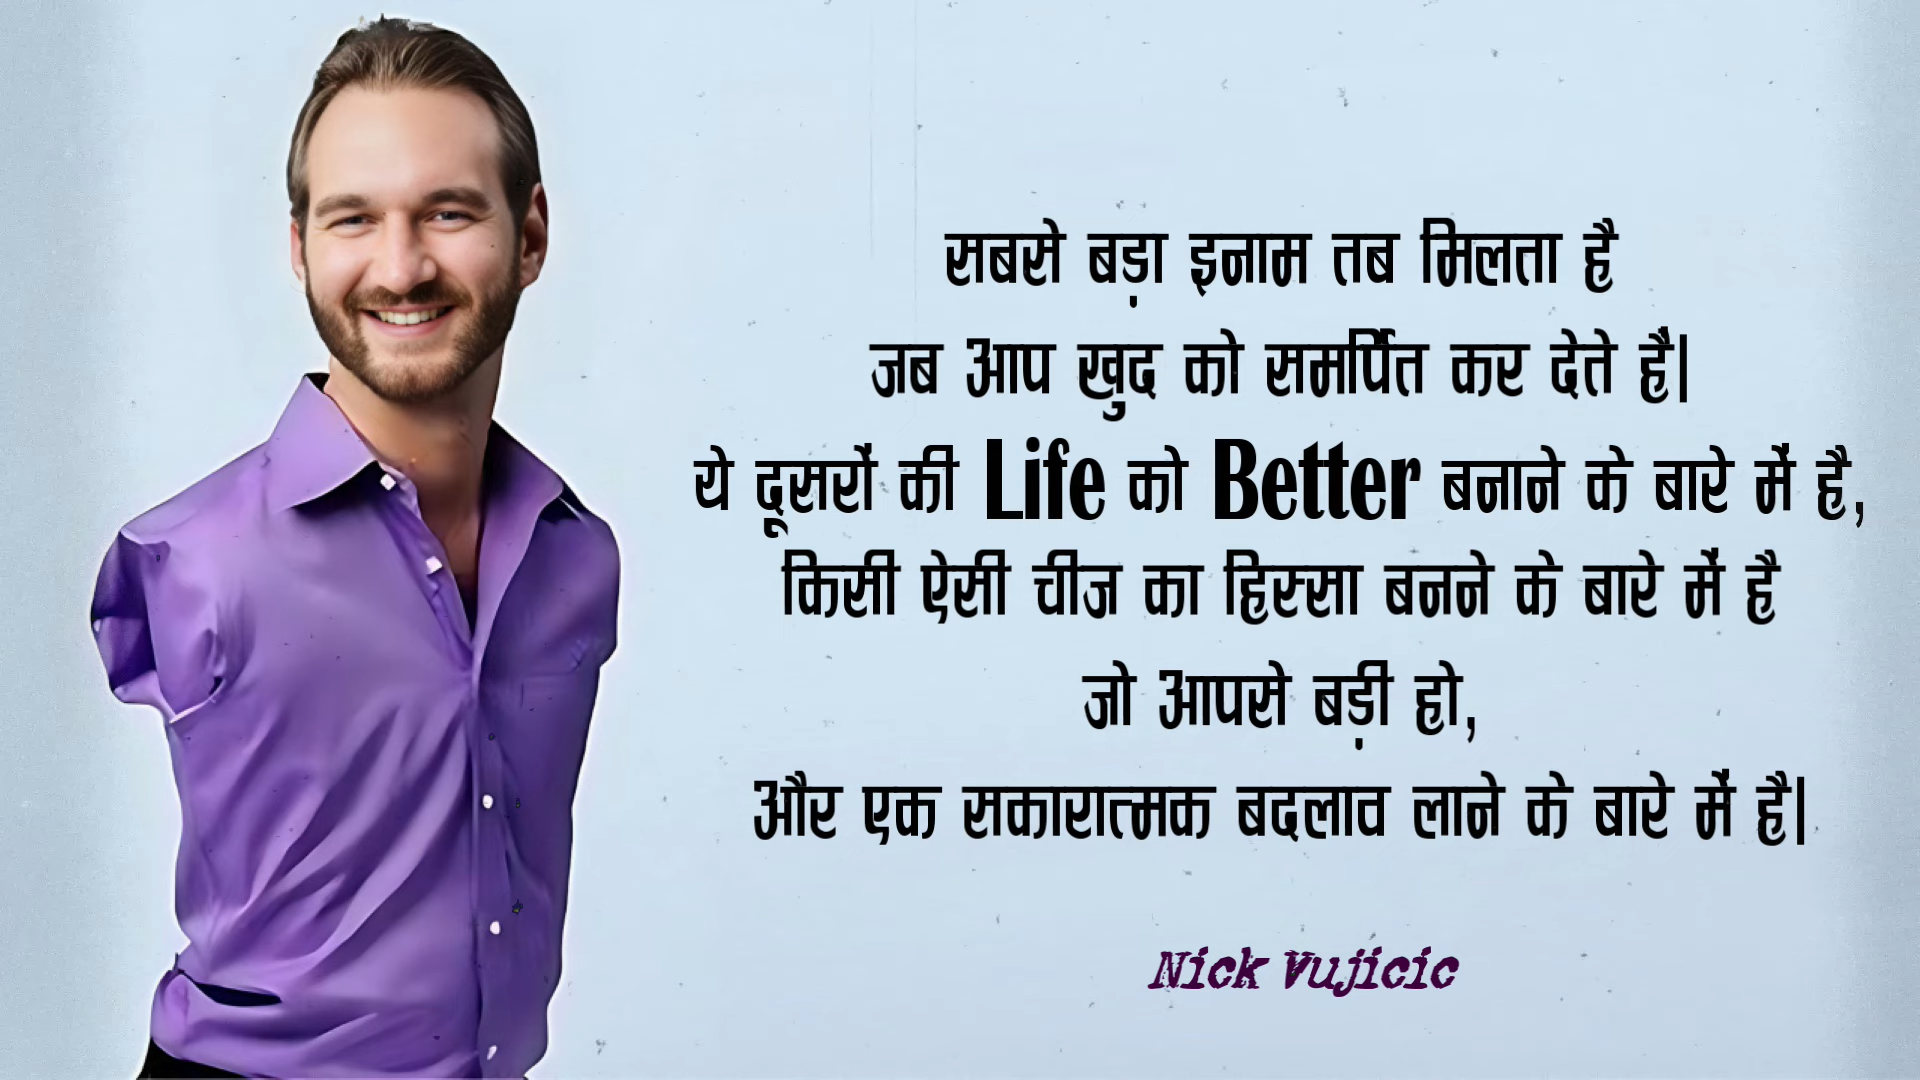 सबसे बड़ा इनाम तब मिलता है
जब आप खुद को समर्पित कर देते हैं|
ये दूसरों की Life को Better बनाने के बारे में है,
किसी ऐसी चीज का हिस्सा बनने के बारे में है
जो आपसे बड़ी हो,
और एक सकारात्मक बदलाव लाने के बारे में है|
Nick Vujicic